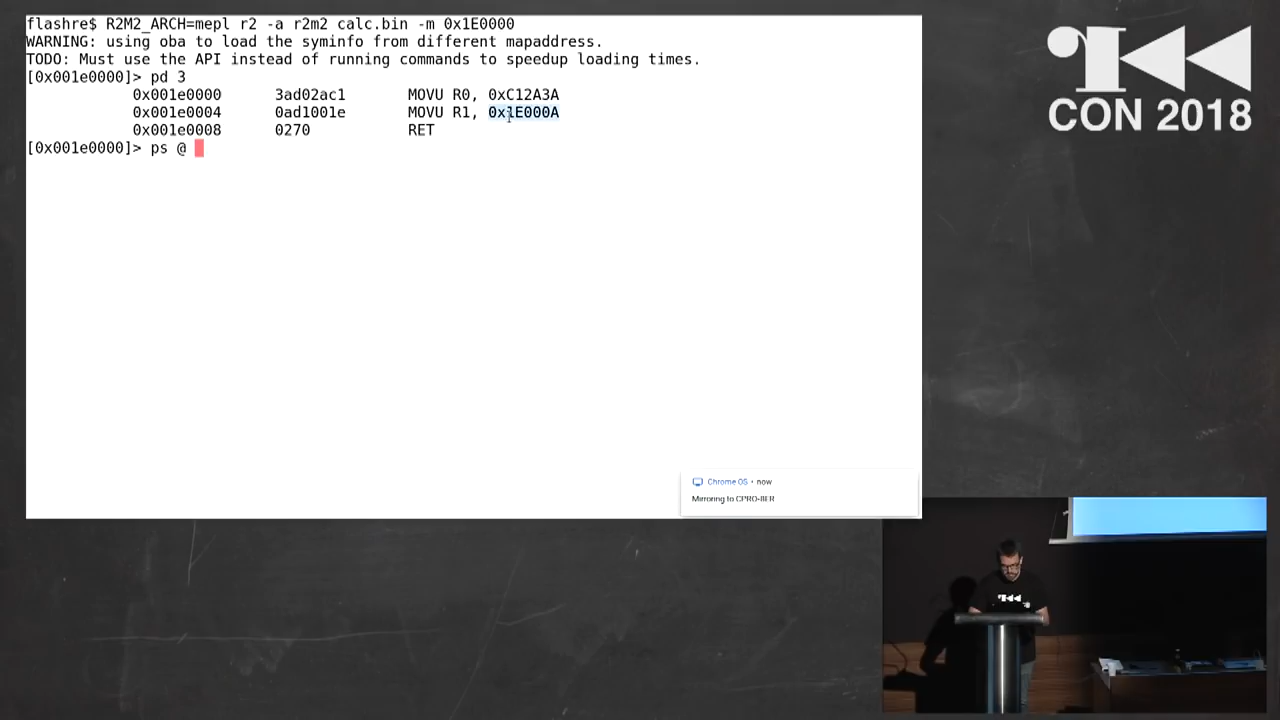 flashre$ R2M2_ARCH=mepl r2 -a r2m2 calc.bin -m 0x1E0000
WARNING: using oba to load the syminfo from different mapaddress.
TODO: Must use the API instead of running commands to speedup loading times.
[0x001e0000]> pd 3
0x001e0000 3ad02ac1 MOVU R0, 0xC12A3A
0x001e0004 0ad1001e MOVU R1, 0x1E000A
0x001e0008 0270 RET
[0x001e0000]> ps @
CON 2018
Chrome OS • now
Mirroring to CPRO-BER